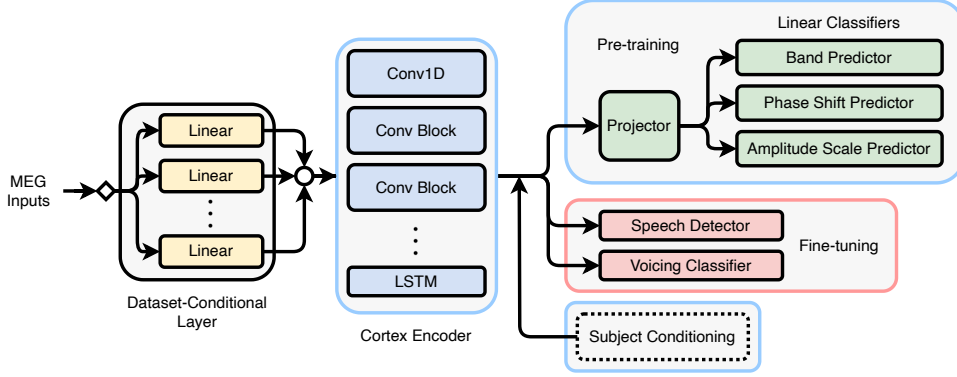 MEG
Inputs
Linear
Linear
Linear
Dataset-Conditional
Layer
Conv1D
Conv Block
Conv Block
LSTM
Cortex Encoder
Pre-training
Linear Classifiers
Projector
Band Predictor
Phase Shift Predictor
Amplitude Scale Predictor
Speech Detector
Voicing Classifier
Fine-tuning
Subject Conditioning